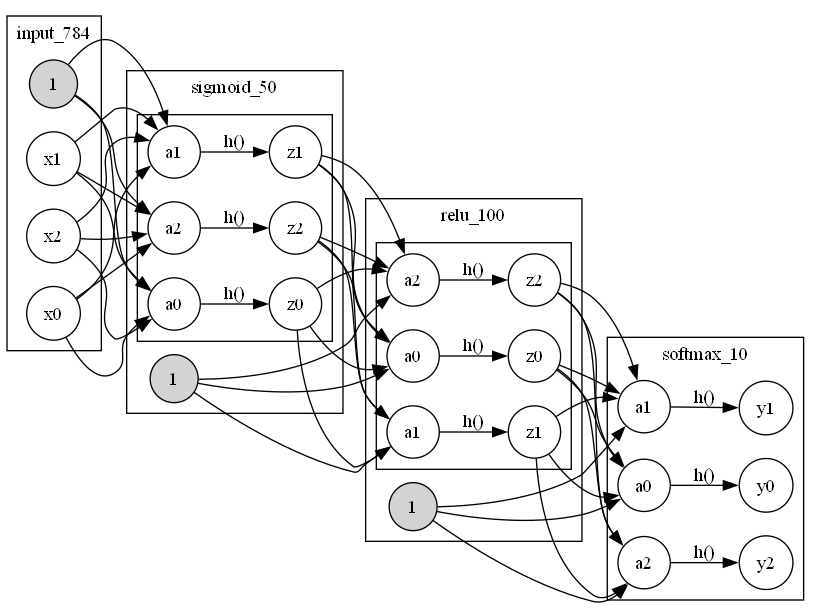 input_784
1
x1
x2
x0
sigmoid_50
a1 h() z1
a2 h() z2
a0 h() z0
1
relu_100
a2 h() z2
a0 h() z0
a1 h() z1
1
softmax_10
a1 h() y1
a0 h() y0
a2 h() y2